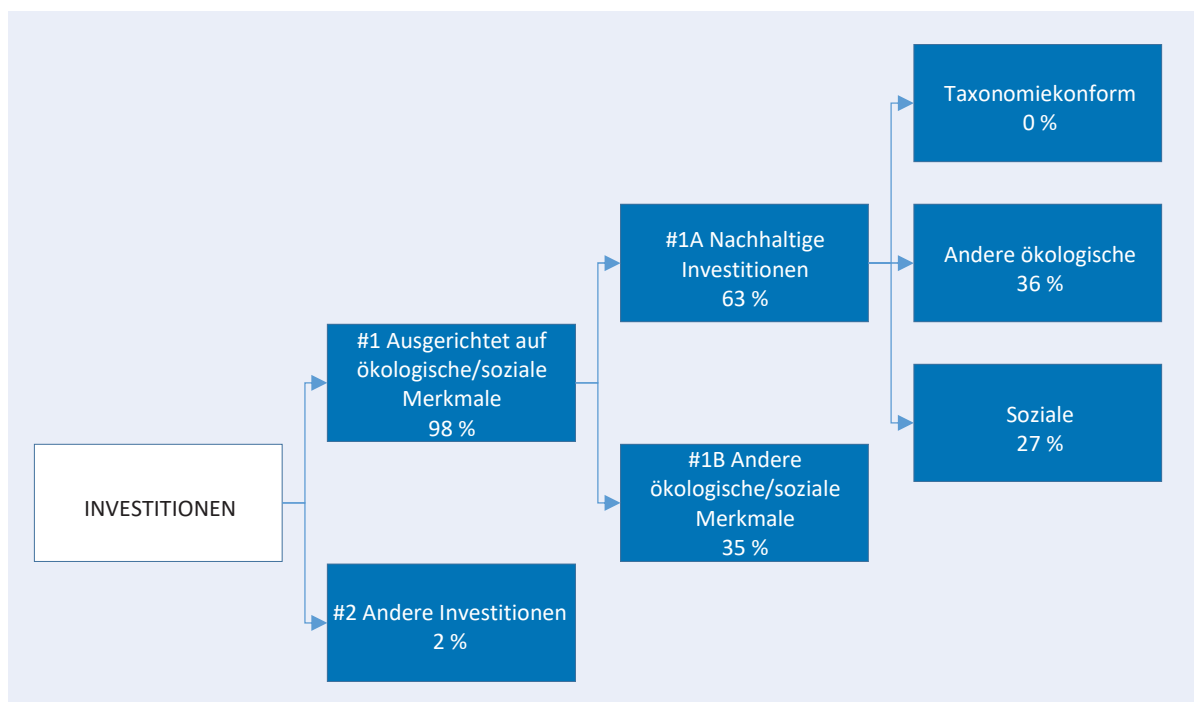 INVESTITIONEN
#1 Ausgerichtet auf
ökologische/soziale
Merkmale
98 %
#2 Andere Investitionen
2 %
#1A Nachhaltige
Investitionen
63 %
#1B Andere
ökologische/soziale
Merkmale
35 %
Taxonomiekonform
0 %
Andere ökologische
36 %
Soziale
27 %